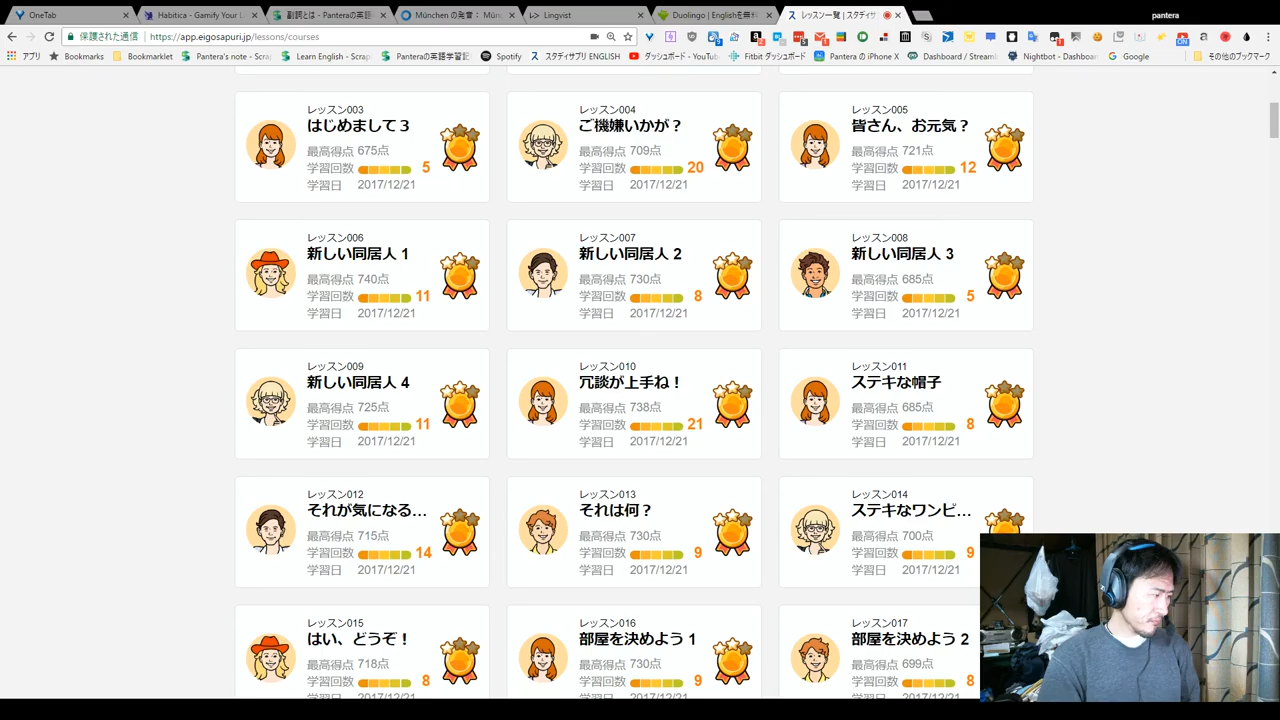 OneTab
Habitica - Gamify Your L
副詞とは - Panteraの英語
München の発音： Mün
Lingvist
Duolingo | Englishを無料
レッスン一覧 | スタディサ
pantera
保護された通信
https://app.eigosapuri.jp/lessons/courses
アプリ
Bookmarks
Bookmarklet
Pantera's note - Scrap
Learn English - Scrap
Panteraの英語学習記
Spotify
スタディサプリ ENGLISH
ダッシュボード - YouTu
Fitbit ダッシュボード
Pantera の iPhone X
Dashboard / Streaml
Nightbot - Dashboar
Google
その他のブックマーク
レッスン003
はじめまして３
最高得点 675点
学習回数 5
学習日 2017/12/21
レッスン004
ご機嫌いかが？
最高得点 709点
学習回数 20
学習日 2017/12/21
レッスン005
皆さん、お元気？
最高得点 721点
学習回数 12
学習日 2017/12/21
レッスン006
新しい同居人 1
最高得点 740点
学習回数 11
学習日 2017/12/21
レッスン007
新しい同居人 2
最高得点 730点
学習回数 8
学習日 2017/12/21
レッスン008
新しい同居人 3
最高得点 685点
学習回数 5
学習日 2017/12/21
レッスン009
新しい同居人 4
最高得点 725点
学習回数 11
学習日 2017/12/21
レッスン010
冗談が上手ね！
最高得点 738点
学習回数 21
学習日 2017/12/21
レッスン011
ステキな帽子
最高得点 685点
学習回数 8
学習日 2017/12/21
レッスン012
それが気になる...
最高得点 715点
学習回数 14
学習日 2017/12/21
レッスン013
それは何？
最高得点 730点
学習回数 9
学習日 2017/12/21
レッスン014
ステキなワンピ...
最高得点 700点
学習回数 9
学習日 2017/12/21
レッスン015
はい、どうぞ！
最高得点 718点
学習回数 8
レッスン016
部屋を決めよう 1
最高得点 730点
学習回数 9
レッスン017
部屋を決めよう 2
最高得点 699点
学習回数 8